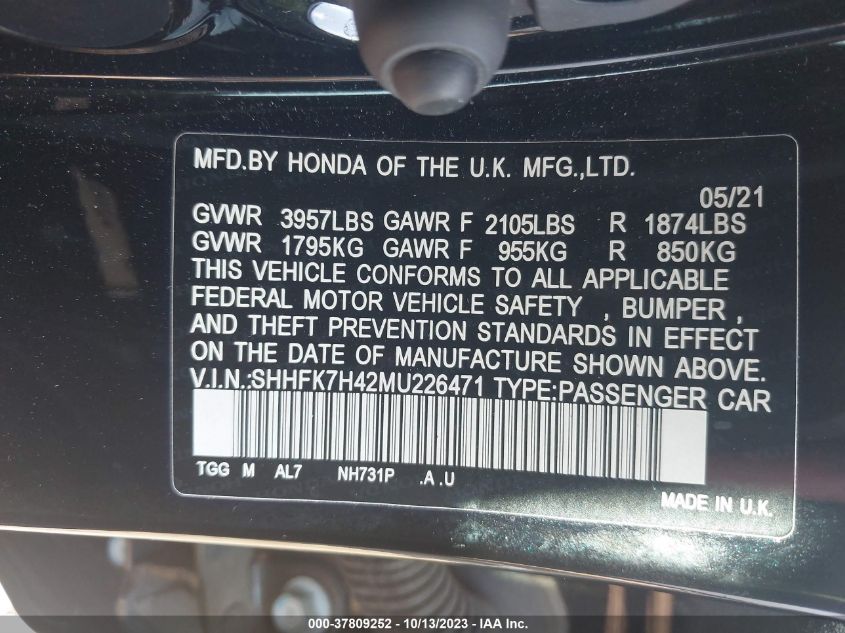 MFD.BY HONDA OF THE U.K. MFG.,LTD.
05/21
GVWR 3957LBS GAWR F 2105LBS R 1874LBS
GVWR 1795KG GAWR F 955KG R 850KG
THIS VEHICLE CONFORMS TO ALL APPLICABLE
FEDERAL MOTOR VEHICLE SAFETY , BUMPER ,
AND THEFT PREVENTION STANDARDS IN EFFECT
ON THE DATE OF MANUFACTURE SHOWN ABOVE.
V.I.N.:SHHFK7H42MU226471 TYPE:PASSENGER CAR
TGG M AL7 NH731P .A .U
MADE IN U.K.
000-37809252 - 10/13/2023 - IAA Inc.